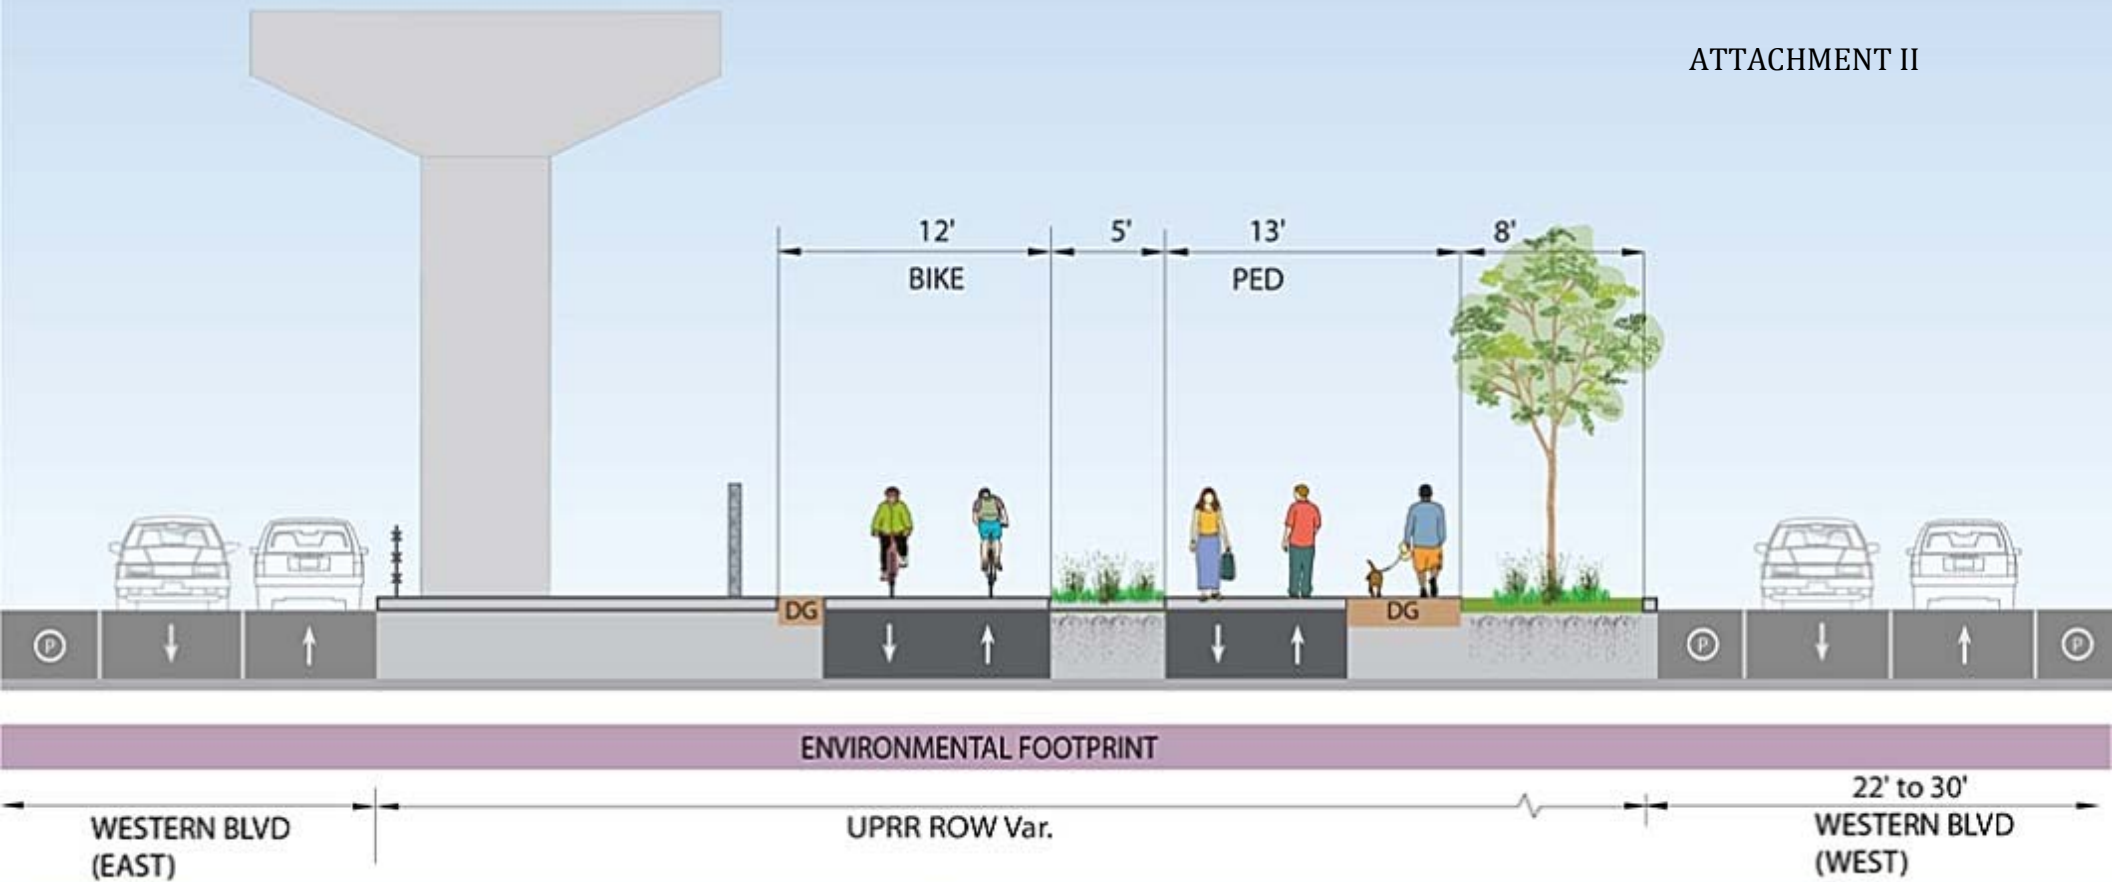 ATTACHMENT II
12' 5' 13' 8'
BIKE PED
DG DG
P P P
ENVIRONMENTAL FOOTPRINT
22' to 30'
WESTERN BLVD UPRR ROW Var. WESTERN BLVD
(EAST) (WEST)